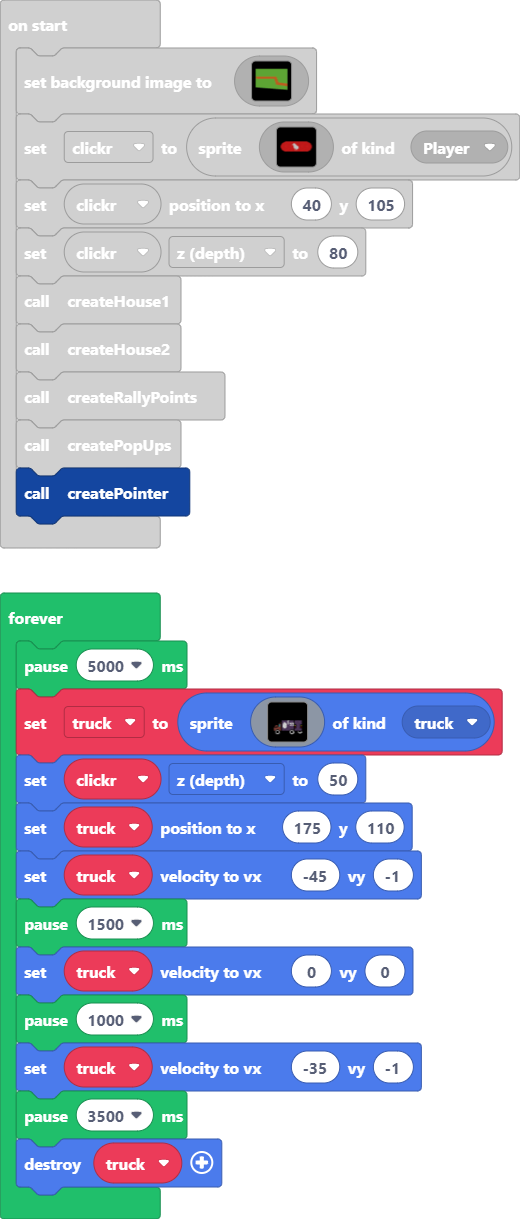 on start
set background image to
set clickr to sprite of kind Player
set clickr position to x 40 y 105
set clickr z (depth) to 80
call createHouse1
call createHouse2
call createRallyPoints
call createPopUps
call createPointer
forever
pause 5000 ms
set truck to sprite of kind truck
set clickr z (depth) to 50
set truck position to x 175 y 110
set truck velocity to vx -45 vy -1
pause 1500 ms
set truck velocity to vx 0 vy 0
pause 1000 ms
set truck velocity to vx -35 vy -1
pause 3500 ms
destroy truck